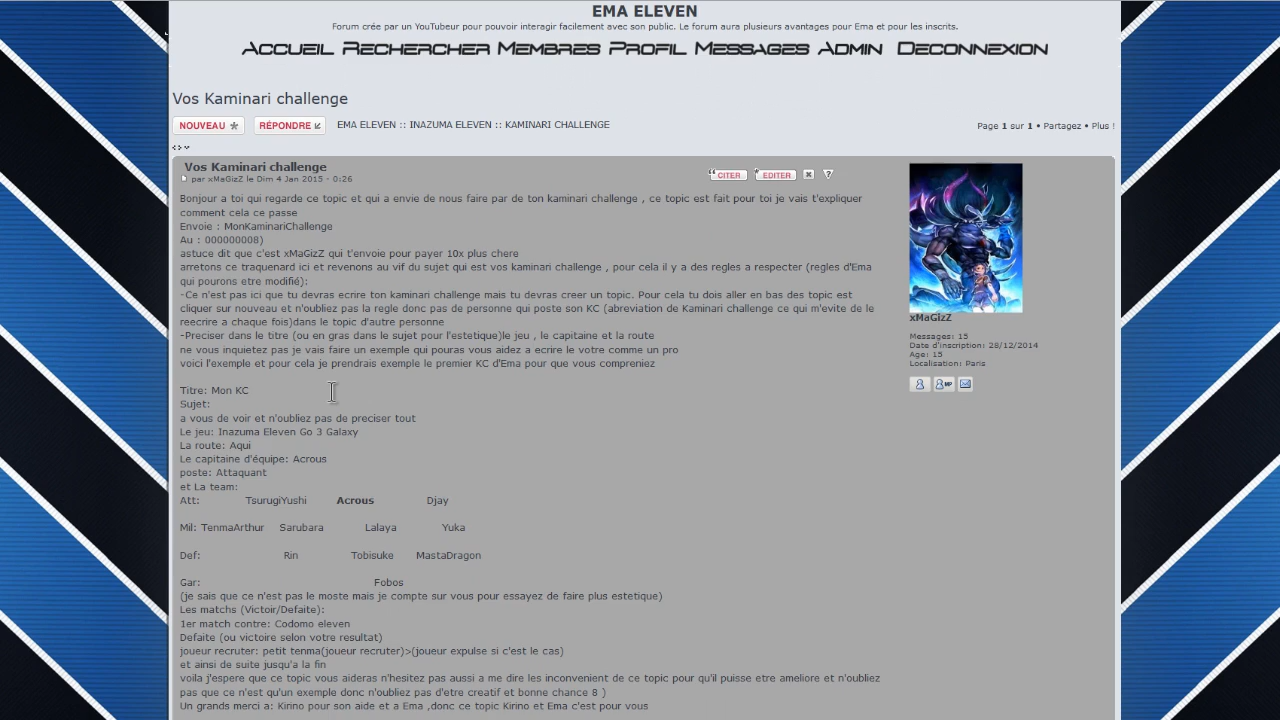 EMA ELEVEN
Forum crée par un YouTubeur pour pouvoir interagir facilement avec son public. Le forum aura plusieurs avantages pour Ema et pour les inscrits.
Accueil Rechercher Membres Profil Messages Admin Deconnexion
Vos Kaminari challenge
NOUVEAU RÉPONDRE EMA ELEVEN :: INAZUMA ELEVEN :: KAMINARI CHALLENGE Page 1 sur 1 • Partagez • Plus !
Vos Kaminari challenge
CITER EDITER
par xMaGizZ le Dim 4 Jan 2015 - 0:26
Bonjour a toi qui regarde ce topic et qui a envie de nous faire par de ton kaminari challenge , ce topic est fait pour toi je vais t'expliquer
comment cela ce passe
Envoie : MonKaminariChallenge
Au : 000000008)
astuce dit que c'est xMaGizZ qui t'envoie pour payer 10x plus chere
arretons ce traquenard ici et revenons au vif du sujet qui est vos kaminari challenge , pour cela il y a des regles a respecter (regles d'Ema
qui pourons etre modifié):
-Ce n'est pas ici que tu devras ecrire ton kaminari challenge mais tu devras creer un topic. Pour cela tu dois aller en bas des topic est
cliquer sur nouveau et n'oubliez pas la regle donc pas de personne qui poste son KC (abreviation de Kaminari challenge ce qui m'evite de le
reecrire a chaque fois)dans le topic d'autre personne
-Preciser dans le titre (ou en gras dans le sujet pour l'estetique)le jeu , le capitaine et la route
ne vous inquietez pas je vais faire un exemple qui pouras vous aidez a ecrire le votre comme un pro
voici l'exemple et pour cela je prendrais exemple le premier KC d'Ema pour que vous compreniez
Titre: Mon KC
Sujet:
a vous de voir et n'oubliez pas de preciser tout
Le jeu: Inazuma Eleven Go 3 Galaxy
La route: Aqui
Le capitaine d'équipe: Acrous
poste: Attaquant
et La team:
Att: TsurugiYushi Acrous Djay
Mil: TenmaArthur Sarubara Lalaya Yuka
Def: Rin Tobisuke MastaDragon
Gar: Fobos
(je sais que ce n'est pas le moste mais je compte sur vous pour essayez de faire plus estetique)
Les matchs (Victoir/Defaite):
1er match contre: Codomo eleven
Defaite (ou victoire selon votre resultat)
joueur recruter: petit tenma(joueur recruter)>(joueur expulse si c'est le cas)
et ainsi de suite jusqu'a la fin
voila j'espere que ce topic vous aideras n'hesitez pas aussi a me dire les inconvenient de ce topic pour qu'il puisse etre ameliore et n'oubliez
pas que ce n'est qu'un exemple donc n'oubliez pas d'etre creatif et bonne chance 8 )
Un grands merci a: Kirino pour son aide et a Ema ,donc ce topic Kirino et Ema c'est pour vous
xMaGizZ
Messages: 15
Date d'inscription: 28/12/2014
Age: 15
Localisation: Paris
MP